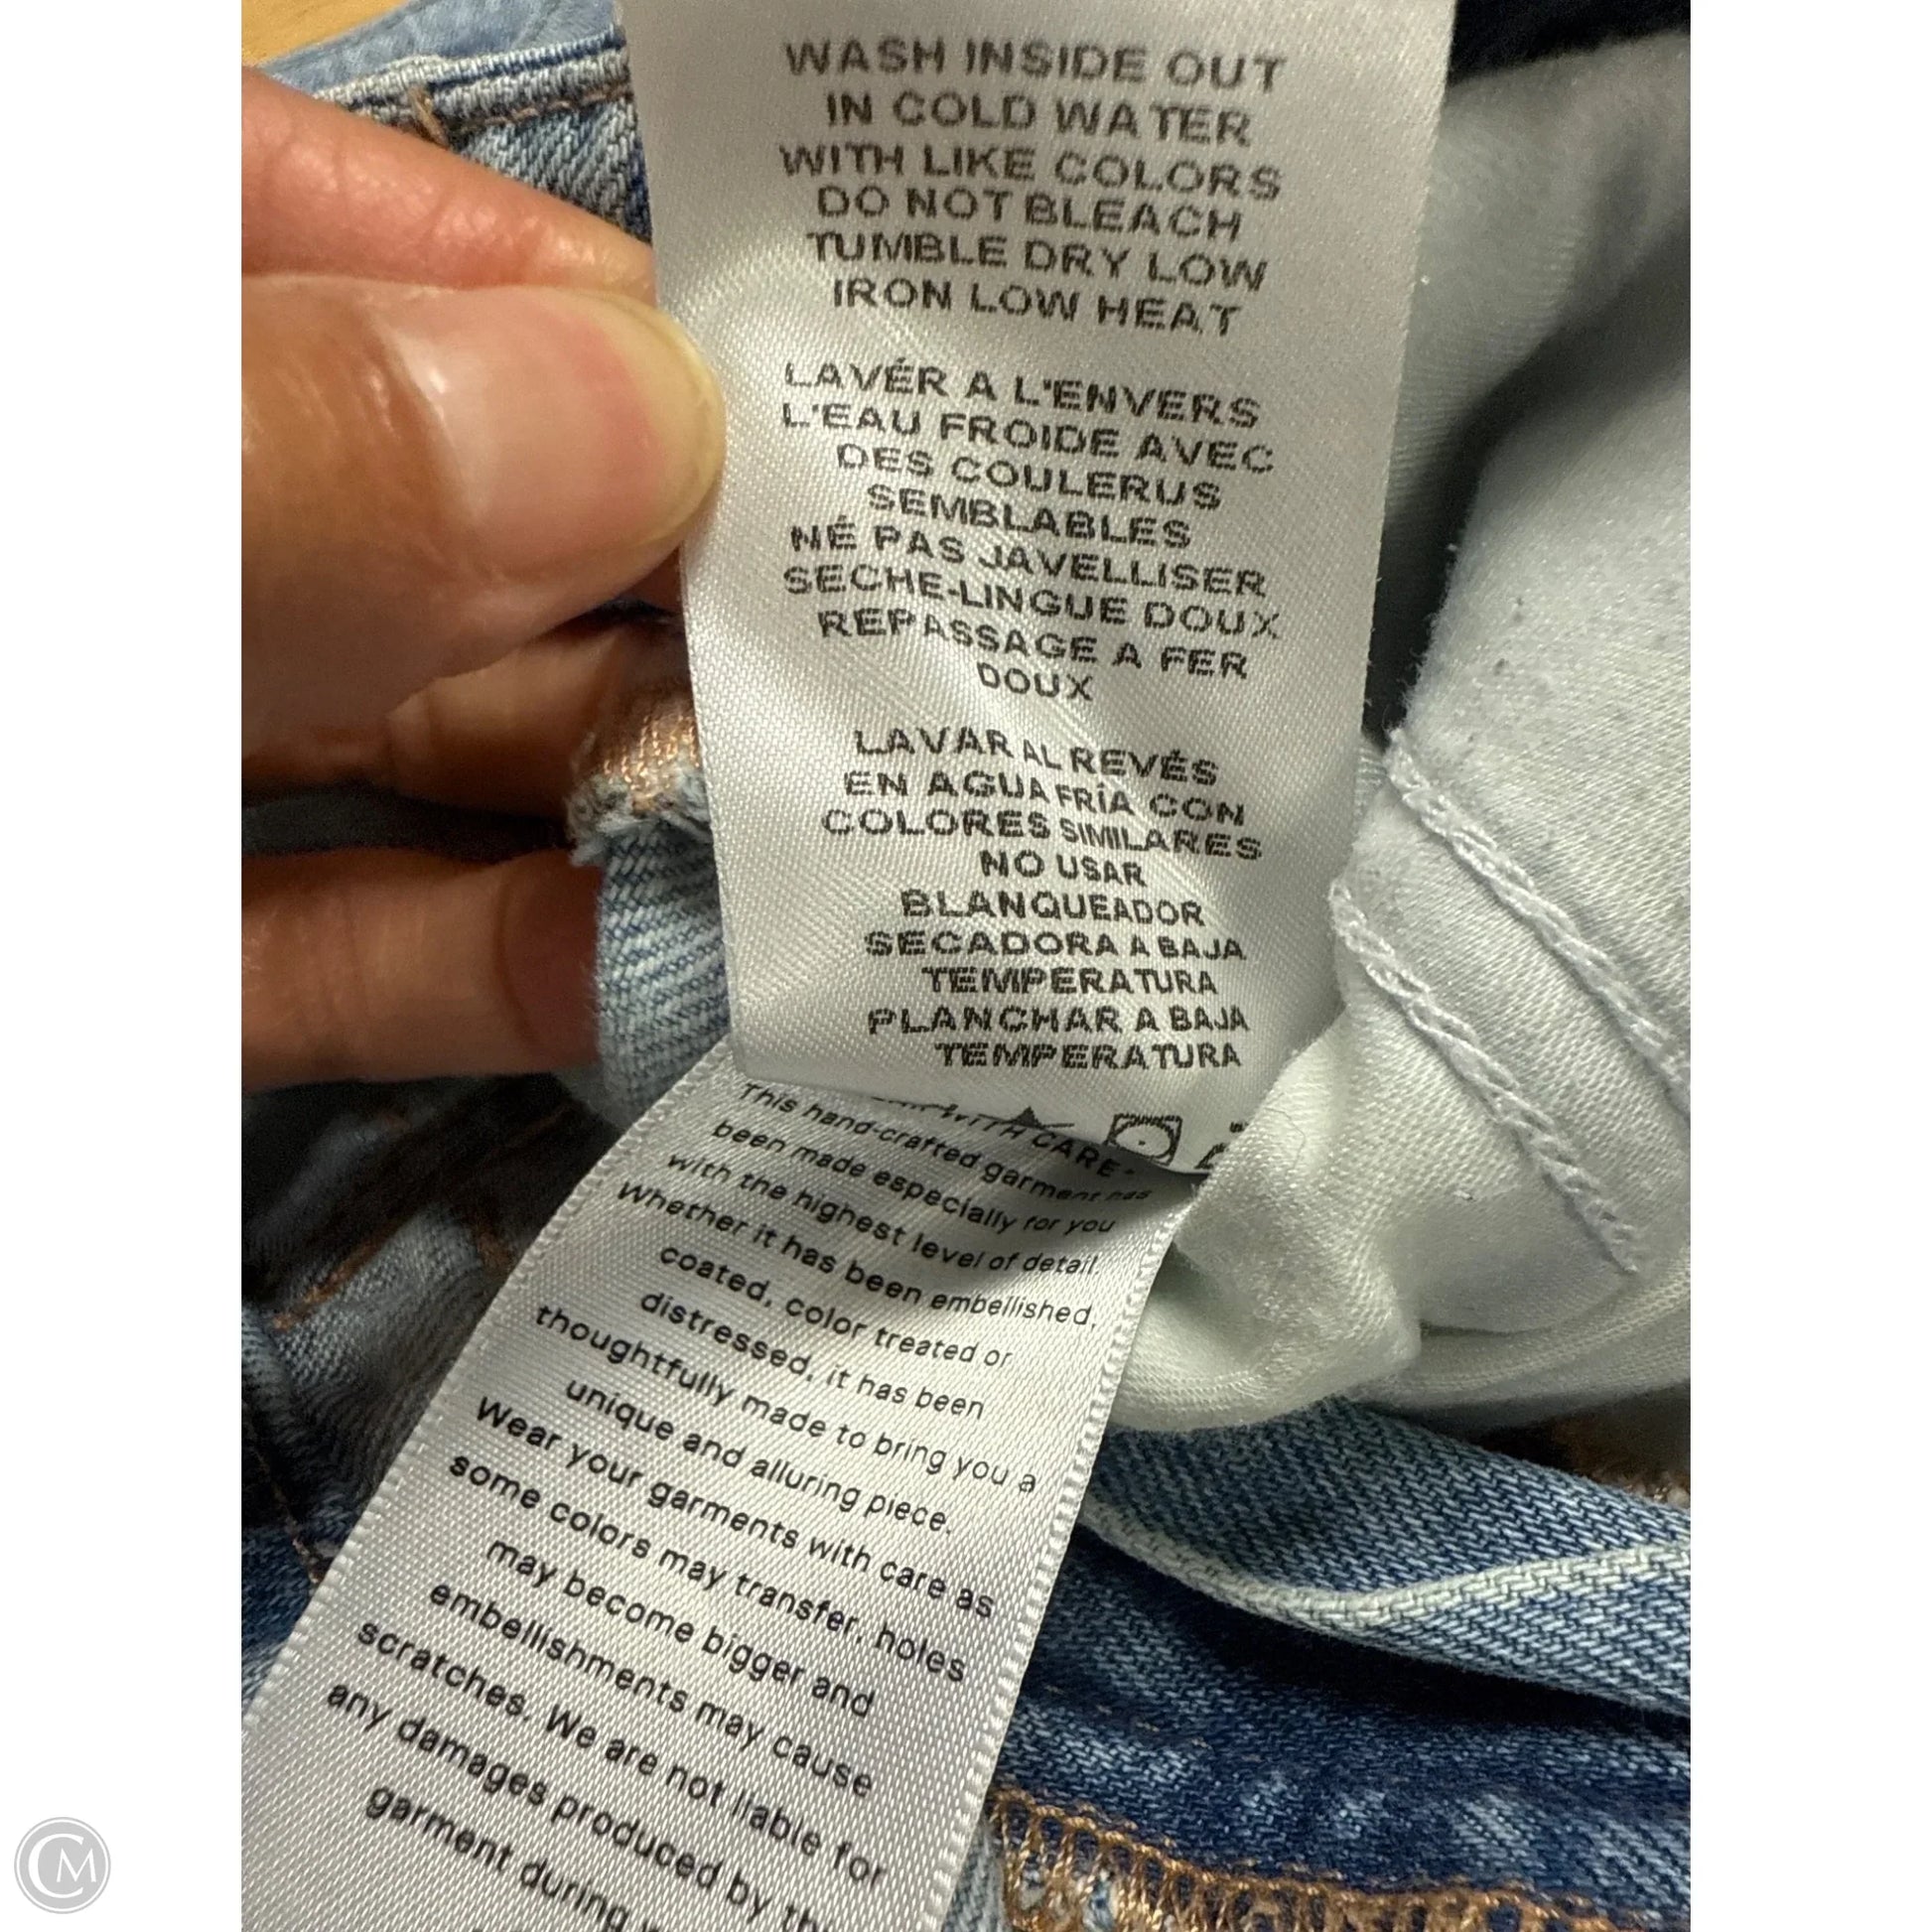 WASH INSIDE OUT
IN COLD WATER
WITH LIKE COLORS
DO NOT BLEACH
TUMBLE DRY LOW
IRON LOW HEAT
LAVÉR A L'ENVERS
L'EAU FROIDE AVEC
DES COULERUS
SEMBLABLES
NÉ PAS JAVELLISER
SECHE-LINGUE DOUX
REPASSAGE A FER
DOUX
LAVAR AL REVÉS
EN AGUA FRÍA CON
COLORES SIMILARES
NO USAR
BLANQUEADOR
SECADORA A BAJA
TEMPERATURA
PLANCHAR A BAJA
TEMPERATURA
WITH CARE*
This hand-crafted garment has
been made especially for you
with the highest level of detail.
Whether it has been embellished,
coated, color treated or
distressed, it has been
thoughtfully made to bring you a
unique and alluring piece.
Wear your garments with care as
some colors may transfer, holes
may become bigger and
embellishments may cause
scratches. We are not liable for
any damages produced by
garment during
CM